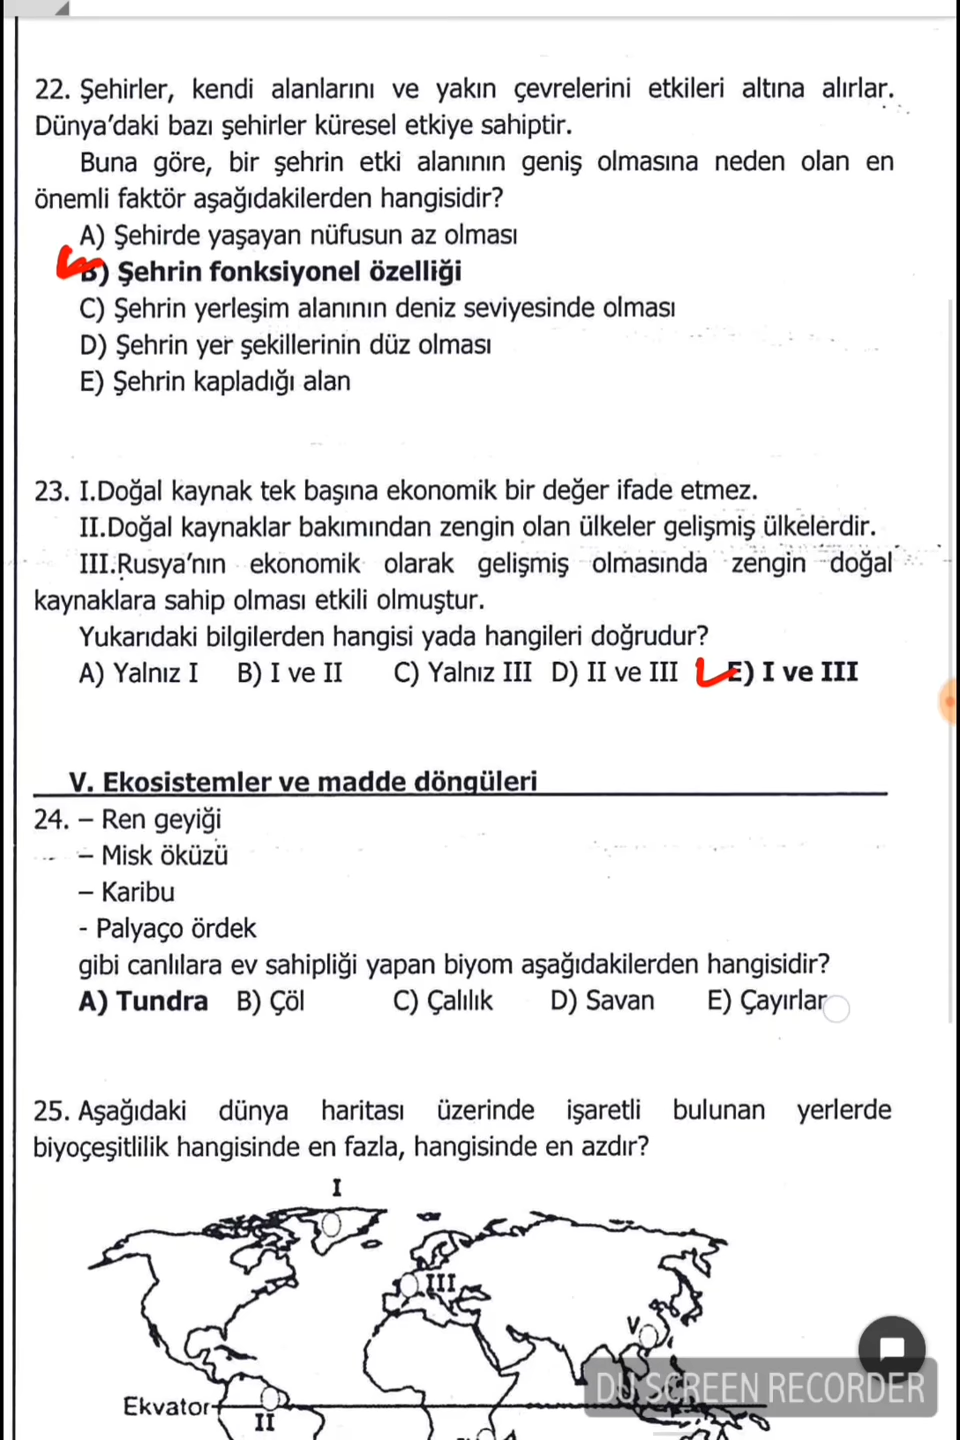 22. Şehirler, kendi alanlarını ve yakın çevrelerini etkileri altına alırlar.
Dünya'daki bazı şehirler küresel etkiye sahiptir.
Buna göre, bir şehrin etki alanının geniş olmasına neden olan en
önemli faktör aşağıdakilerden hangisidir?
A) Şehirde yaşayan nüfusun az olması
B) Şehrin fonksiyonel özelliği
C) Şehrin yerleşim alanının deniz seviyesinde olması
D) Şehrin yer şekillerinin düz olması
E) Şehrin kapladığı alan
23. I.Doğal kaynak tek başına ekonomik bir değer ifade etmez.
II.Doğal kaynaklar bakımından zengin olan ülkeler gelişmiş ülkelerdir.
III.Rusya'nın ekonomik olarak gelişmiş olmasında zengin doğal
kaynaklara sahip olması etkili olmuştur.
Yukarıdaki bilgilerden hangisi yada hangileri doğrudur?
A) Yalnız I B) I ve II C) Yalnız III D) II ve III E) I ve III
V. Ekosistemler ve madde döngüleri
24. – Ren geyiği
– Misk öküzü
– Karibu
- Palyaço ördek
gibi canlılara ev sahipliği yapan biyom aşağıdakilerden hangisidir?
A) Tundra B) Çöl C) Çalılık D) Savan E) Çayırlar
25. Aşağıdaki dünya haritası üzerinde işaretli bulunan yerlerde
biyoçeşitlilik hangisinde en fazla, hangisinde en azdır?
I
III
V
DU SCREEN RECORDER
Ekvator
II